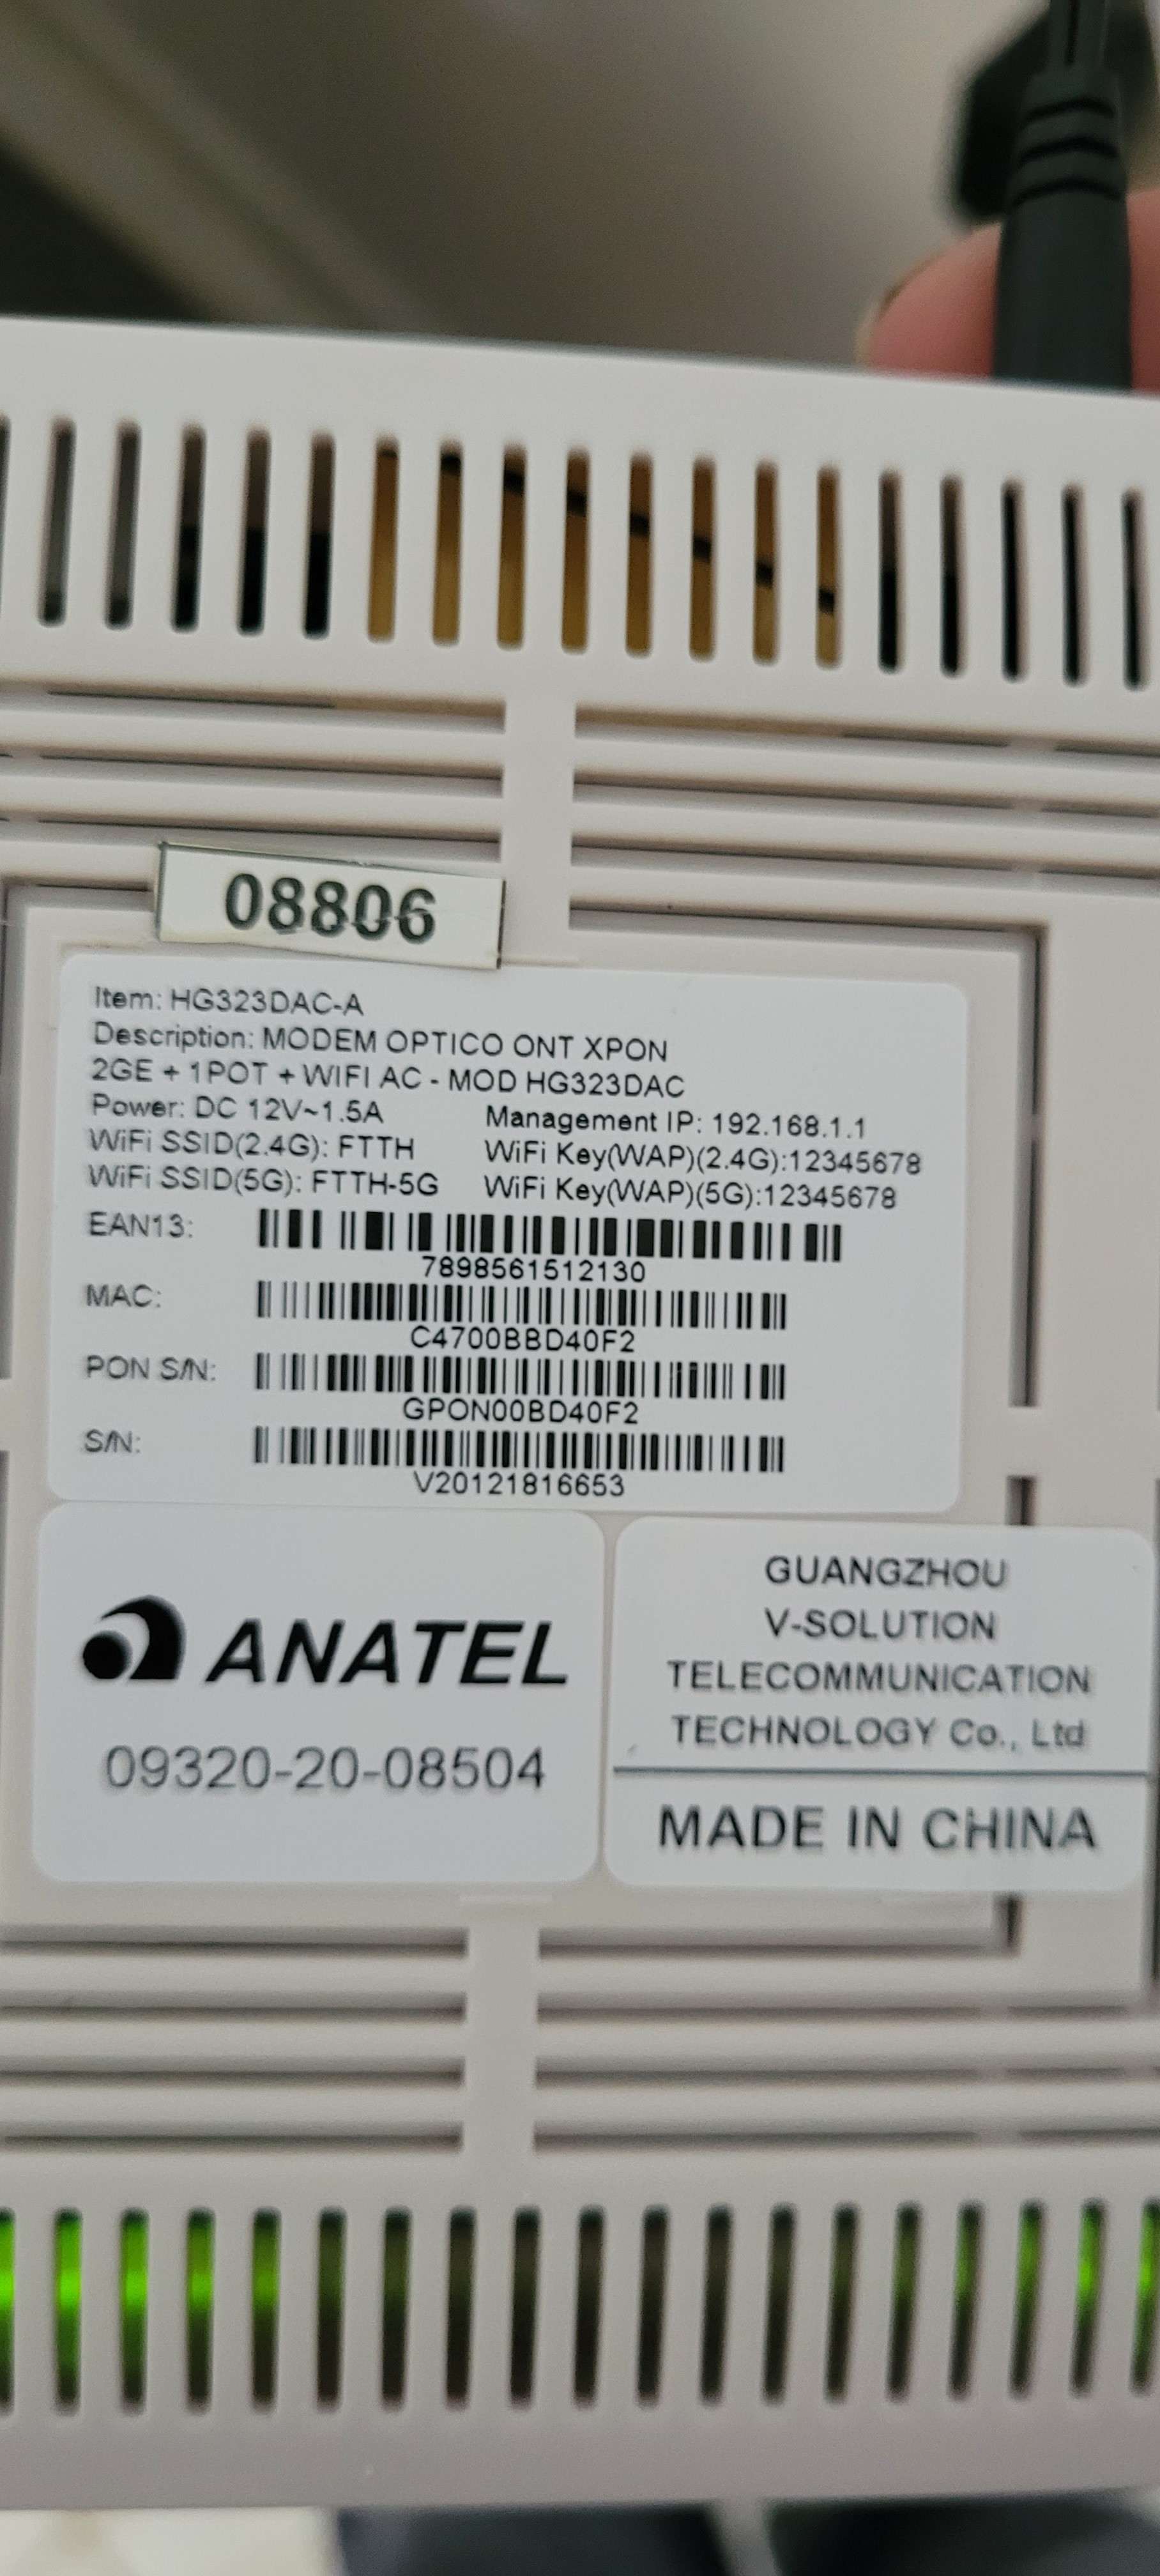 08806
Item: HG323DAC-A
Description: MODEM OPTICO ONT XPON
2GE + 1POT + WIFI AC - MOD HG323DAC
Power: DC 12V~1.5A Management IP: 192.168.1.1
WiFi SSID(2.4G): FTTH WiFi Key(WAP)(2.4G):12345678
WiFi SSID(5G): FTTH-5G WiFi Key(WAP)(5G):12345678
EAN13:
7898561512130
MAC:
C4700BBD40F2
PON S/N:
GPON00BD40F2
S/N:
V20121816653
ANATEL
09320-20-08504
GUANGZHOU
V-SOLUTION
TELECOMMUNICATION
TECHNOLOGY Co., Ltd
MADE IN CHINA